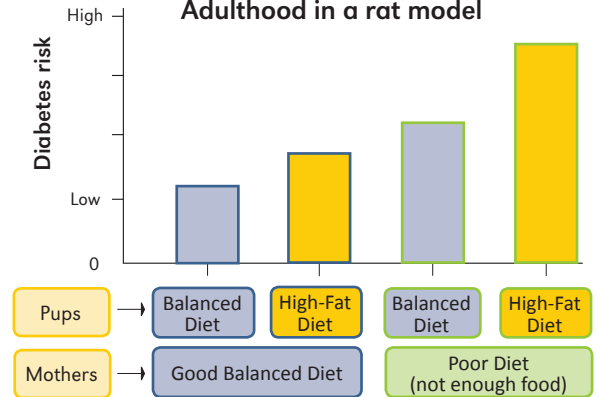 Adulthood in a rat model
High
Diabetes risk
Low
0
Pups
Balanced
Diet
High-Fat
Diet
Balanced
Diet
High-Fat
Diet
Mothers
Good Balanced Diet
Poor Diet
(not enough food)